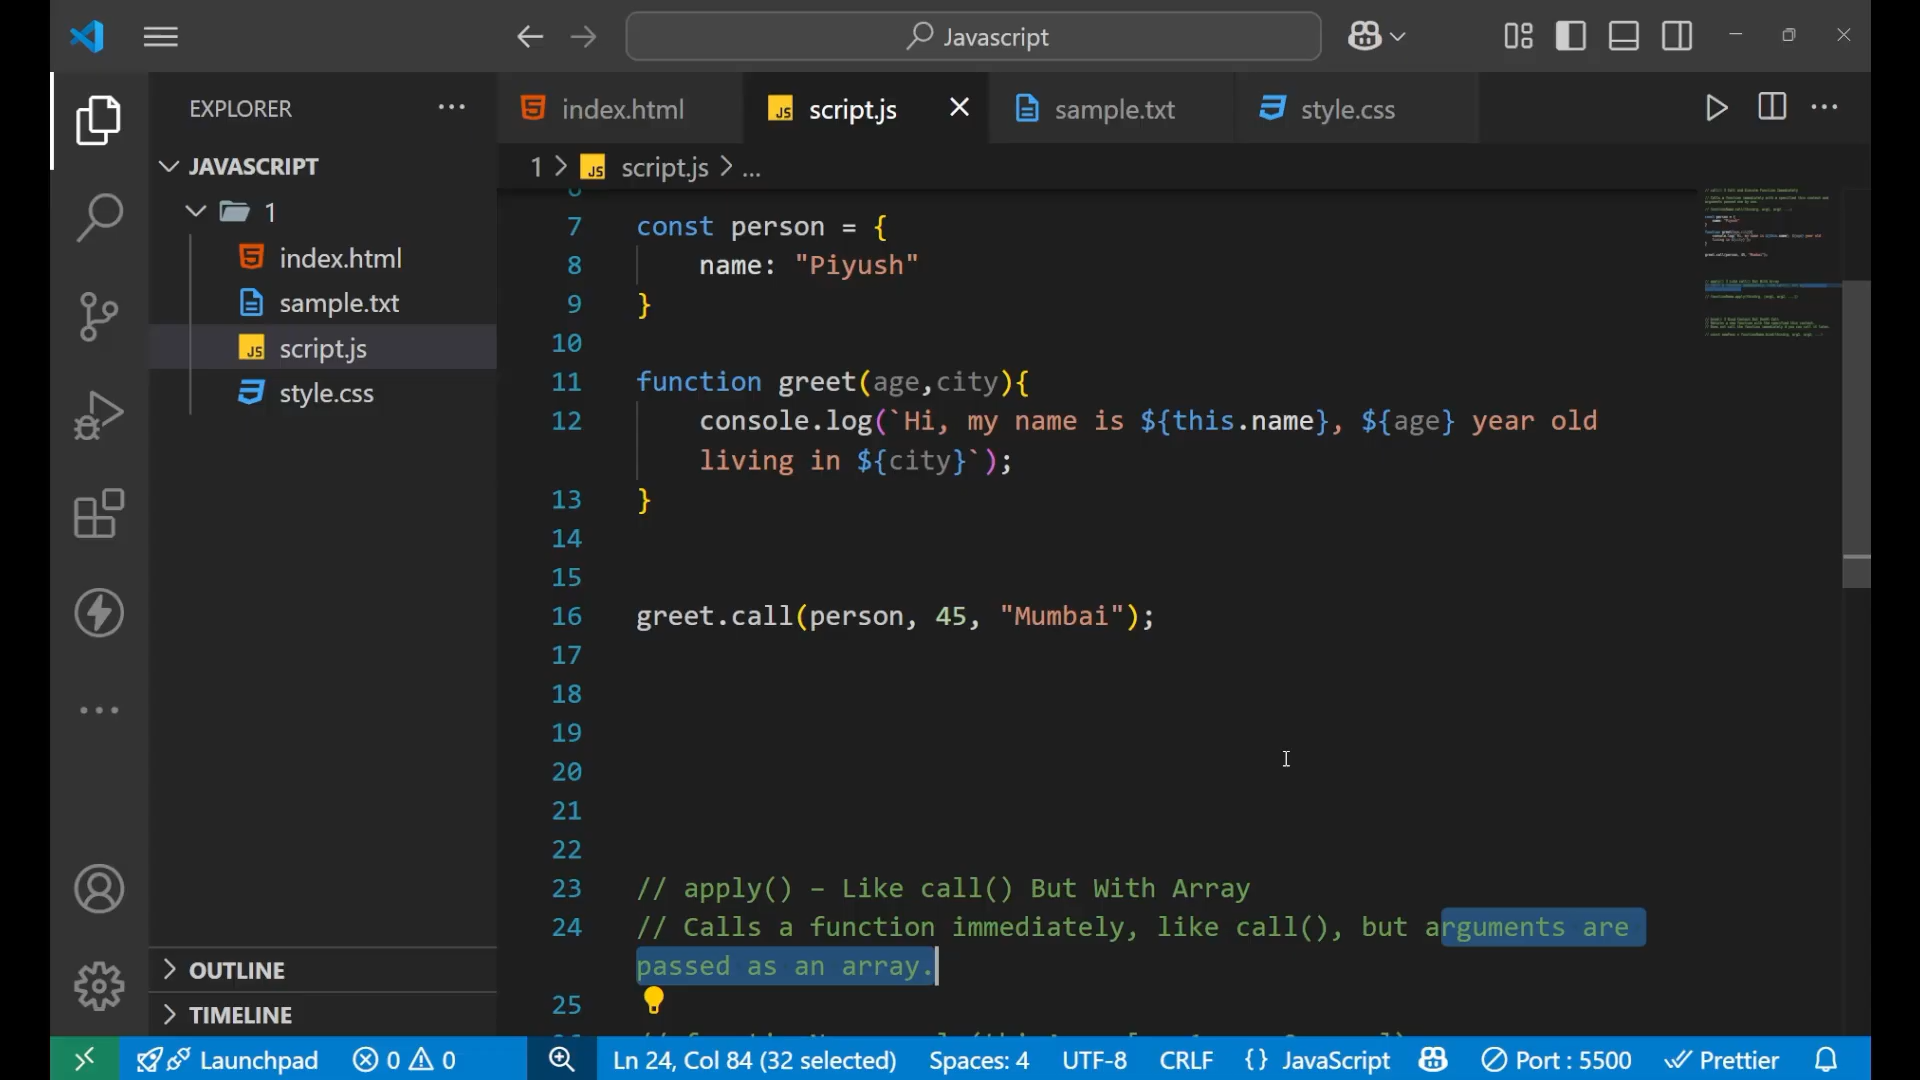 Javascript
EXPLORER
index.html
script.js
sample.txt
style.css
JAVASCRIPT
1
index.html
sample.txt
script.js
style.css
OUTLINE
TIMELINE
1 > script.js > ...
7 const person = {
8 name: "Piyush"
9 }
10
11 function greet(age,city){
12 console.log(`Hi, my name is ${this.name}, ${age} year old
living in ${city}`);
13 }
14
15
16 greet.call(person, 45, "Mumbai");
17
18
19
20
21
22
23 // apply() – Like call() But With Array
24 // Calls a function immediately, like call(), but arguments are
passed as an array.
25
Launchpad
0
0
Ln 24, Col 84 (32 selected)
Spaces: 4
UTF-8
CRLF
{} JavaScript
Port : 5500
Prettier